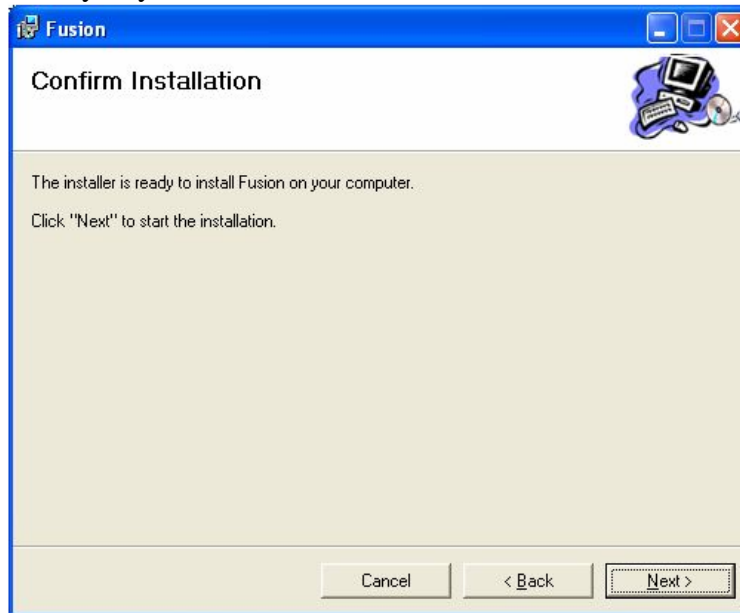 Fusion
Confirm Installation
The installer is ready to install Fusion on your computer.
Click "Next" to start the installation.
Cancel
< Back
Next >